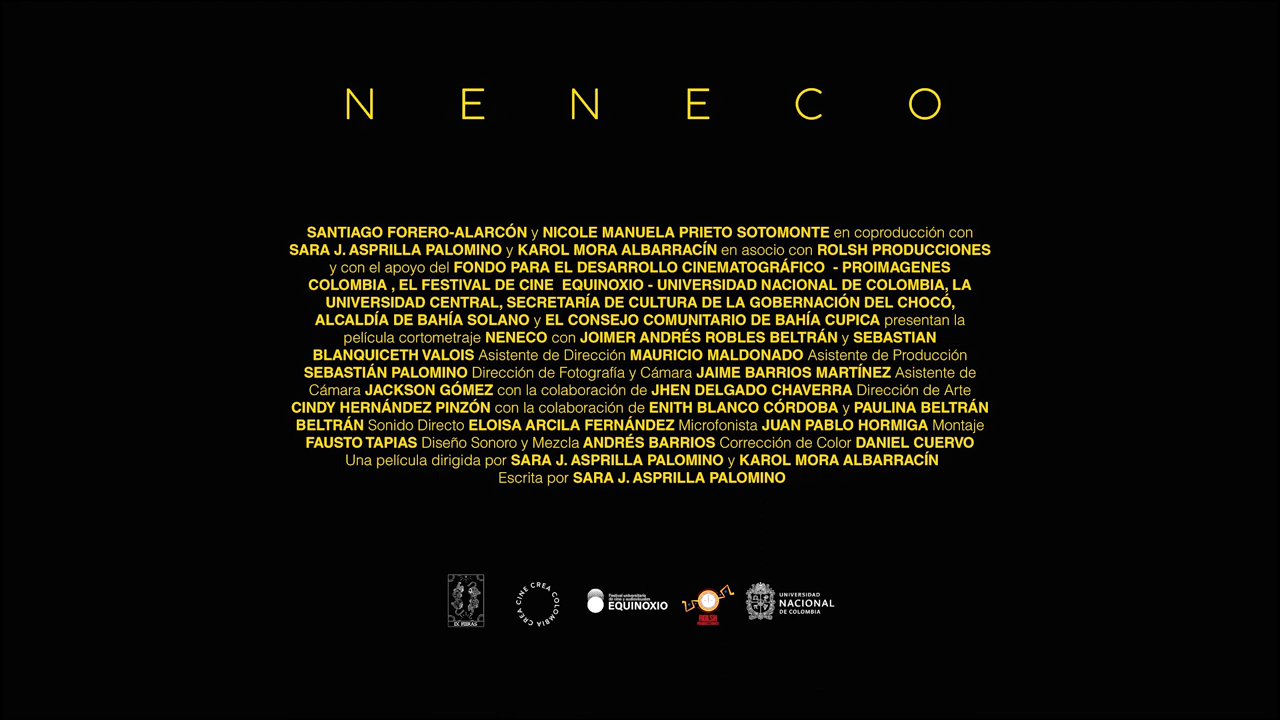 NENECO
SANTIAGO FORERO-ALARCÓN y NICOLE MANUELA PRIETO SOTOMONTE en coproducción con
SARA J. ASPRILLA PALOMINO y KAROL MORA ALBARRACÍN en asocio con ROLSH PRODUCCIONES
y con el apoyo del FONDO PARA EL DESARROLLO CINEMATOGRÁFICO - PROIMAGENES
COLOMBIA , EL FESTIVAL DE CINE EQUINOXIO - UNIVERSIDAD NACIONAL DE COLOMBIA, LA
UNIVERSIDAD CENTRAL, SECRETARÍA DE CULTURA DE LA GOBERNACIÓN DEL CHOCÓ,
ALCALDÍA DE BAHÍA SOLANO y EL CONSEJO COMUNITARIO DE BAHÍA CUPICA presentan la
película cortometraje NENECO con JOIMER ANDRÉS ROBLES BELTRÁN y SEBASTIAN
BLANQUICETH VALOIS Asistente de Dirección MAURICIO MALDONADO Asistente de Producción
SEBASTIÁN PALOMINO Dirección de Fotografía y Cámara JAIME BARRIOS MARTÍNEZ Asistente de
Cámara JACKSON GÓMEZ con la colaboración de JHEN DELGADO CHAVERRA Dirección de Arte
CINDY HERNÁNDEZ PINZÓN con la colaboración de ENITH BLANCO CÓRDOBA y PAULINA BELTRÁN
BELTRÁN Sonido Directo ELOISA ARCILA FERNÁNDEZ Microfonista JUAN PABLO HORMIGA Montaje
FAUSTO TAPIAS Diseño Sonoro y Mezcla ANDRÉS BARRIOS Corrección de Color DANIEL CUERVO
Una película dirigida por SARA J. ASPRILLA PALOMINO y KAROL MORA ALBARRACÍN
Escrita por SARA J. ASPRILLA PALOMINO
CREA CINE CREA COLOMBIA
Festival universitario
de cine y audiovisuales
EQUINOXIO
ROLSH
PRODUCCIONES
UNIVERSIDAD
NACIONAL
DE COLOMBIA